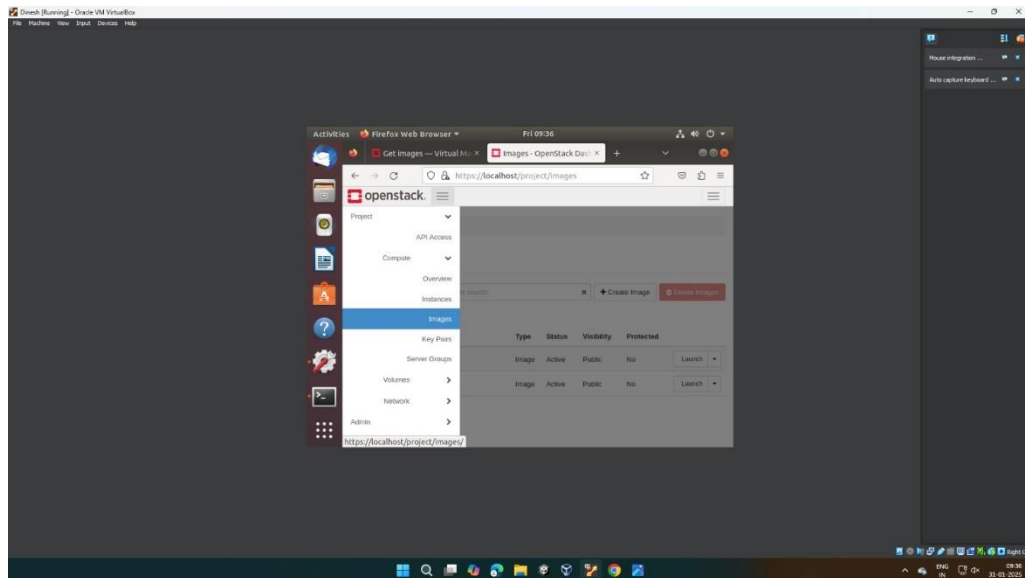 Dinesh [Running] - Oracle VM VirtualBox
File Machine View Input Devices Help
Mouse integration ...
Auto capture keyboard ...
Activities Firefox Web Browser Fri 09:36
Get images — Virtual Ma Images - OpenStack Das
https://localhost/project/images
openstack.
Project
API Access
Compute
Overview
Instances
+ Create Image Delete Images
Images
Key Pairs Type Status Visibility Protected
Server Groups Image Active Public No Launch
Volumes Image Active Public No Launch
Network
Admin
https://localhost/project/images/
Right C
ENG 09:36
IN 31-01-2025